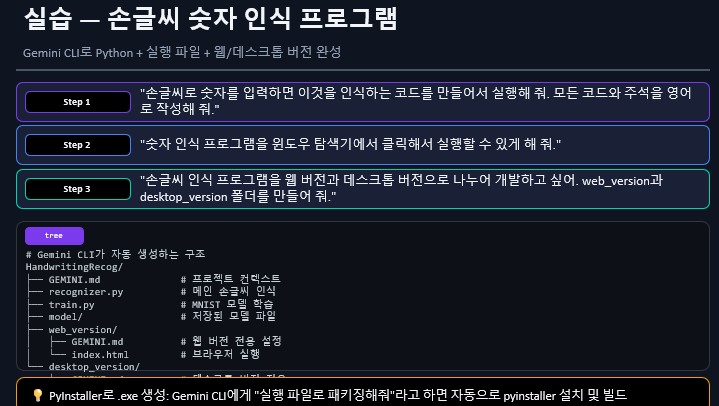 실습 — 손글씨 숫자 인식 프로그램
Gemini CLI로 Python + 실행 파일 + 웹/데스크톱 버전 완성
Step 1
"손글씨로 숫자를 입력하면 이것을 인식하는 코드를 만들어서 실행해 줘. 모든 코드와 주석을 영어
로 작성해 줘."
Step 2
"숫자 인식 프로그램을 윈도우 탐색기에서 클릭해서 실행할 수 있게 해 줘."
Step 3
"손글씨 인식 프로그램을 웹 버전과 데스크톱 버전으로 나누어 개발하고 싶어. web_version과
desktop_version 폴더를 만들어 줘."
tree
# Gemini CLI가 자동 생성하는 구조
HandwritingRecog/
├── GEMINI.md # 프로젝트 컨텍스트
├── recognizer.py # 메인 손글씨 인식
├── train.py # MNIST 모델 학습
├── model/ # 저장된 모델 파일
├── web_version/
│ ├── GEMINI.md # 웹 버전 전용 설정
│ └── index.html # 브라우저 실행
└── desktop_version/
💡 PyInstaller로 .exe 생성: Gemini CLI에게 "실행 파일로 패키징해줘"라고 하면 자동으로 pyinstaller 설치 및 빌드